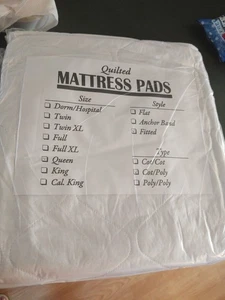 Quilted
MATTRESS PADS
Size
☐ Dorm/Hospital
☐ Twin
☐ Twin XL
☐ Full
☐ Full XL
☐ Queen
☐ King
☐ Cal. King
Style
☐ Flat
☐ Anchor Band
☐ Fitted
Type
☐ Cot/Cot
☐ Cot/Poly
☐ Poly/Poly